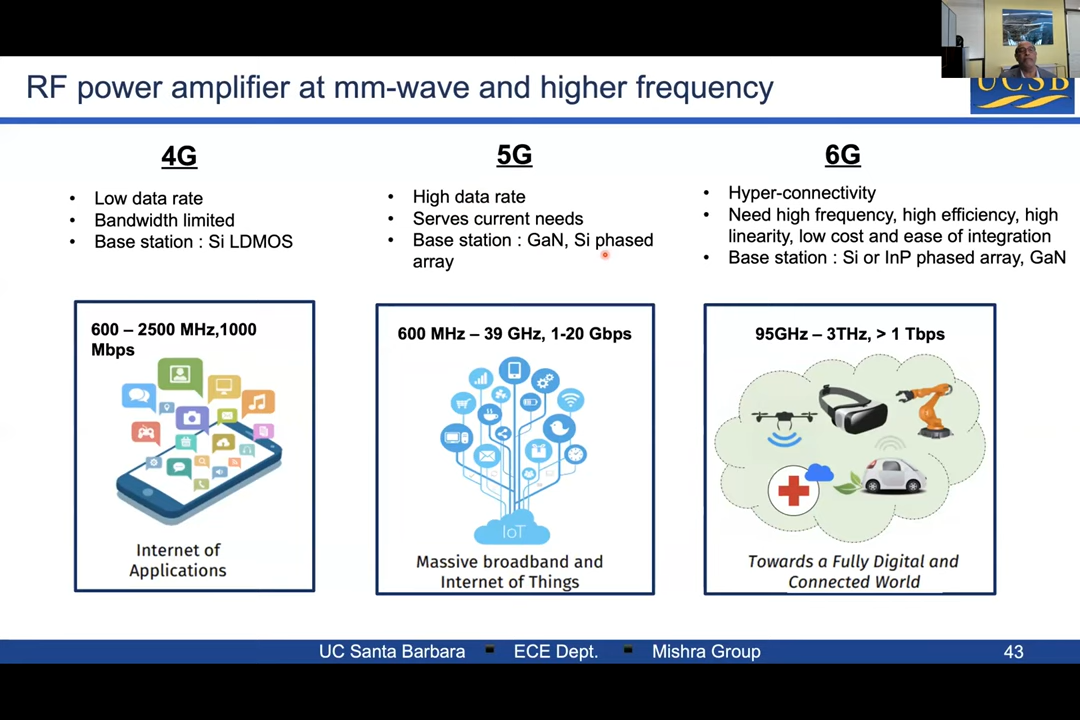 RF power amplifier at mm-wave and higher frequency
UCSB
4G
• Low data rate
• Bandwidth limited
• Base station : Si LDMOS
600 – 2500 MHz,1000
Mbps
Internet of
Applications
5G
• High data rate
• Serves current needs
• Base station : GaN, Si phased
array
600 MHz – 39 GHz, 1-20 Gbps
IoT
Massive broadband and
Internet of Things
6G
• Hyper-connectivity
• Need high frequency, high efficiency, high
linearity, low cost and ease of integration
• Base station : Si or InP phased array, GaN
95GHz – 3THz, > 1 Tbps
Towards a Fully Digital and
Connected World
UC Santa Barbara ▪ ECE Dept. ▪ Mishra Group
43